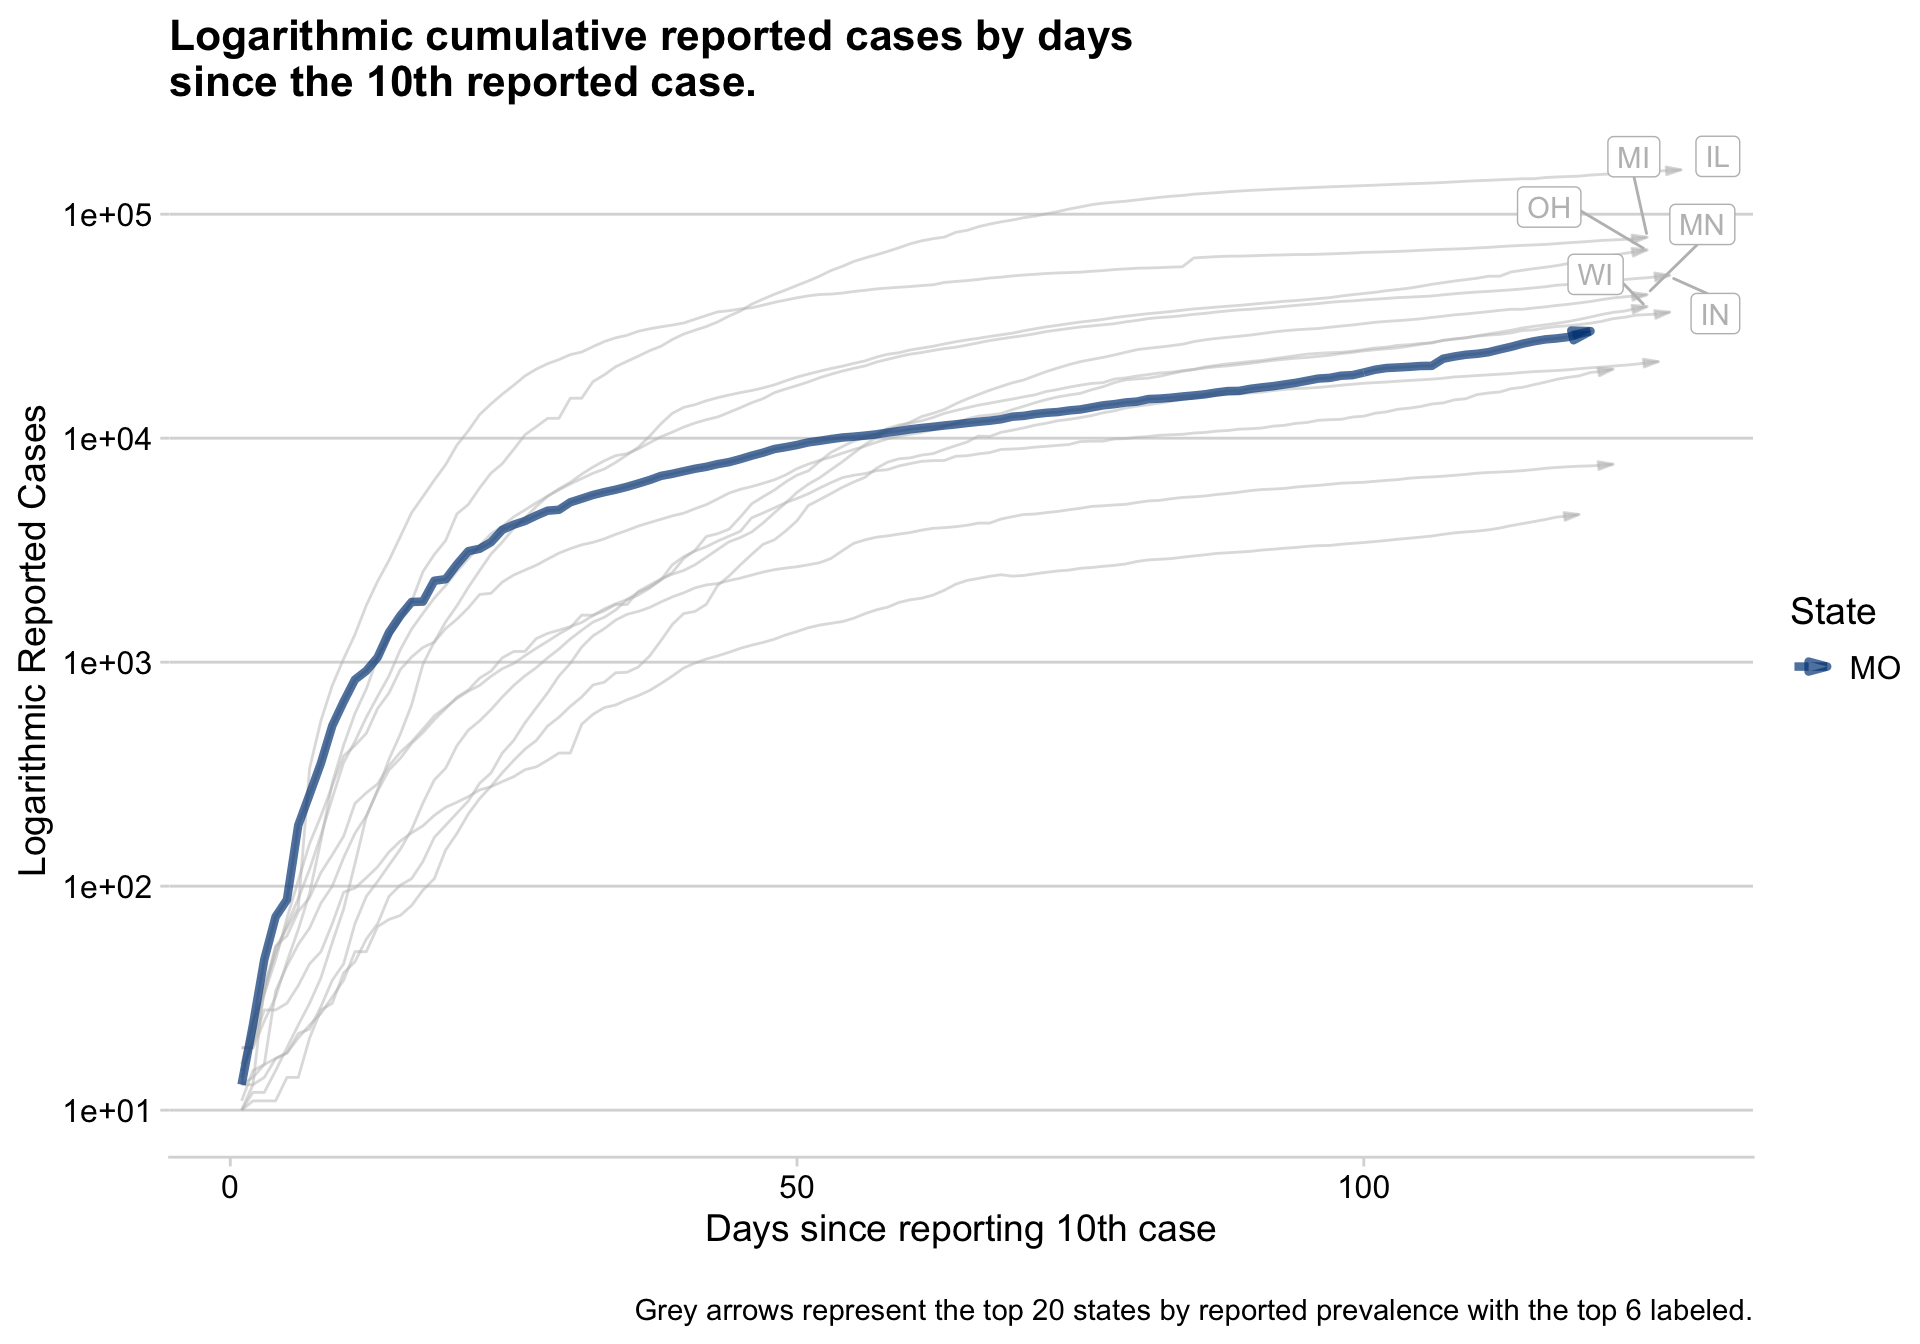 Logarithmic cumulative reported cases by days
since the 10th reported case.
MI
IL
OH
MN
WI
IN
1e+05
1e+04
1e+03
1e+02
1e+01
Logarithmic Reported Cases
State
MO
0
50
100
Days since reporting 10th case
Grey arrows represent the top 20 states by reported prevalence with the top 6 labeled.